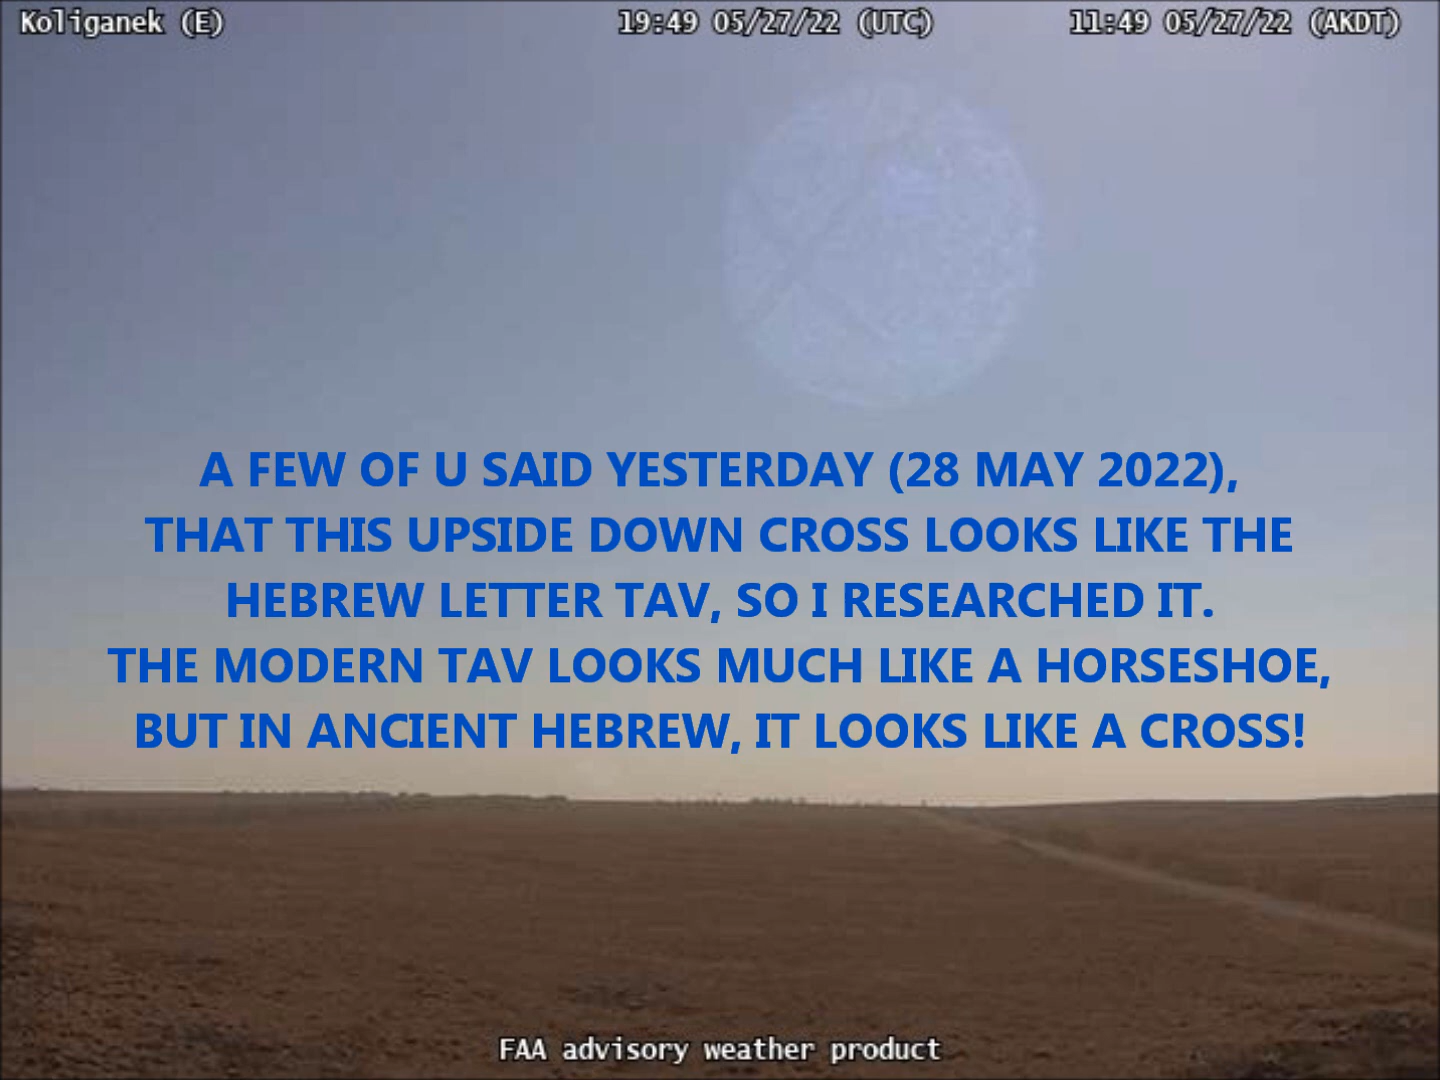 Koliganek (E) 19:49 05/27/22 (UTC) 11:49 05/27/22 (AKDT)
A FEW OF U SAID YESTERDAY (28 MAY 2022),
THAT THIS UPSIDE DOWN CROSS LOOKS LIKE THE
HEBREW LETTER TAV, SO I RESEARCHED IT.
THE MODERN TAV LOOKS MUCH LIKE A HORSESHOE,
BUT IN ANCIENT HEBREW, IT LOOKS LIKE A CROSS!
FAA advisory weather product